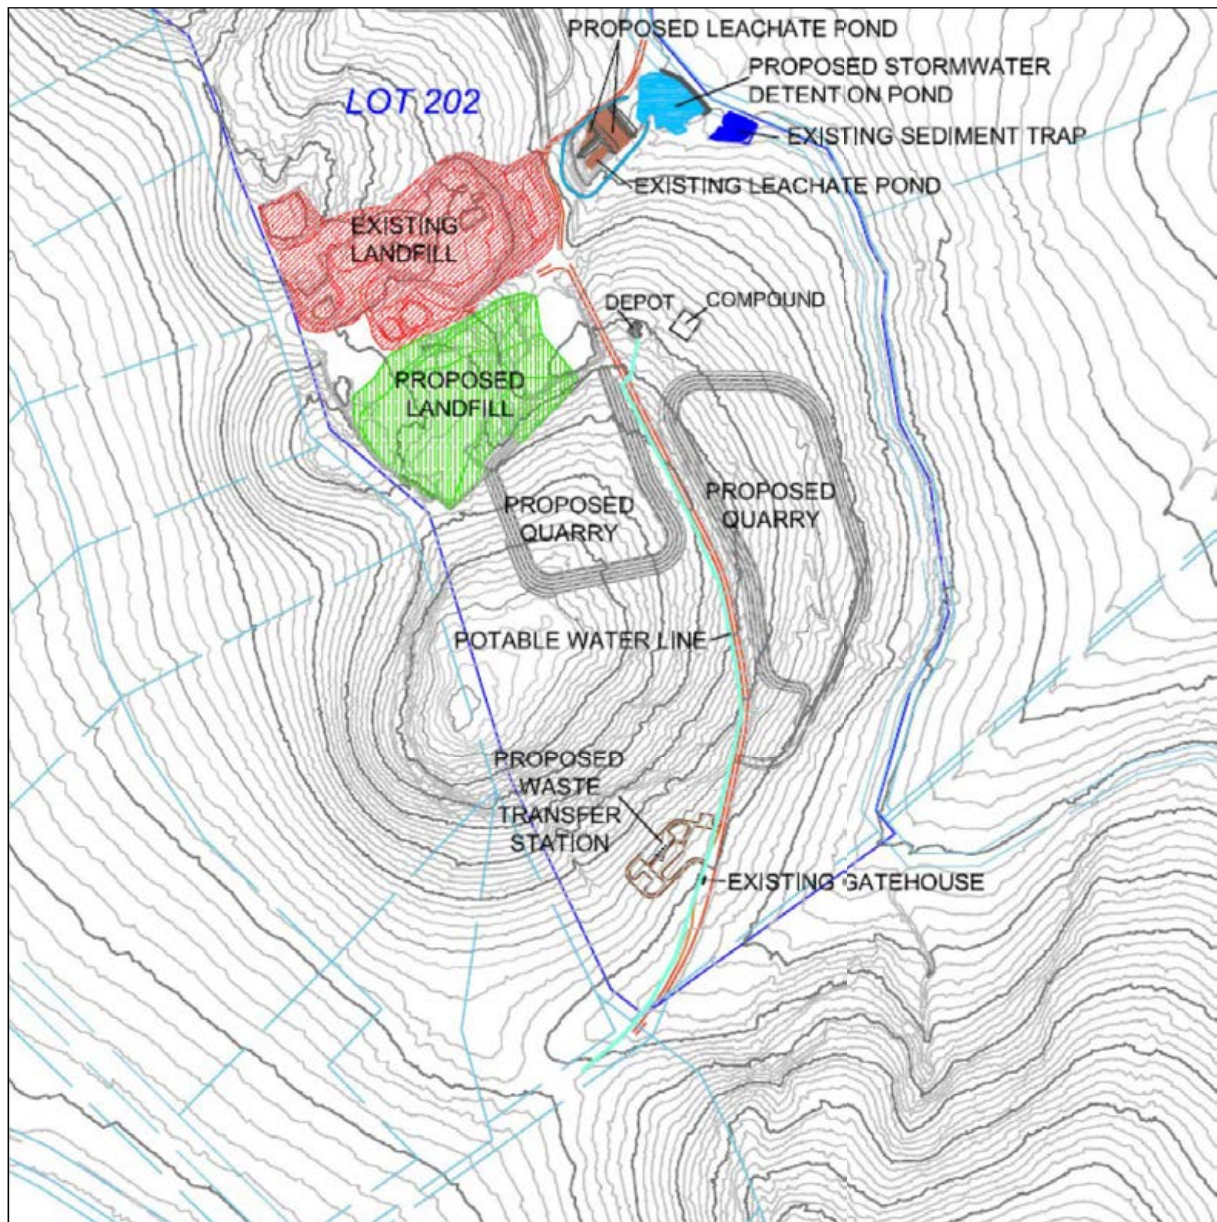 PROPOSED LEACHATE POND
PROPOSED STORMWATER
DETENTION POND
LOT 202
EXISTING SEDIMENT TRAP
EXISTING LEACHATE POND
EXISTING
LANDFILL
DEPOT
COMPOUND
PROPOSED
LANDFILL
PROPOSED
QUARRY
PROPOSED
QUARRY
POTABLE WATER LINE
PROPOSED
WASTE
TRANSFER
STATION
EXISTING GATEHOUSE